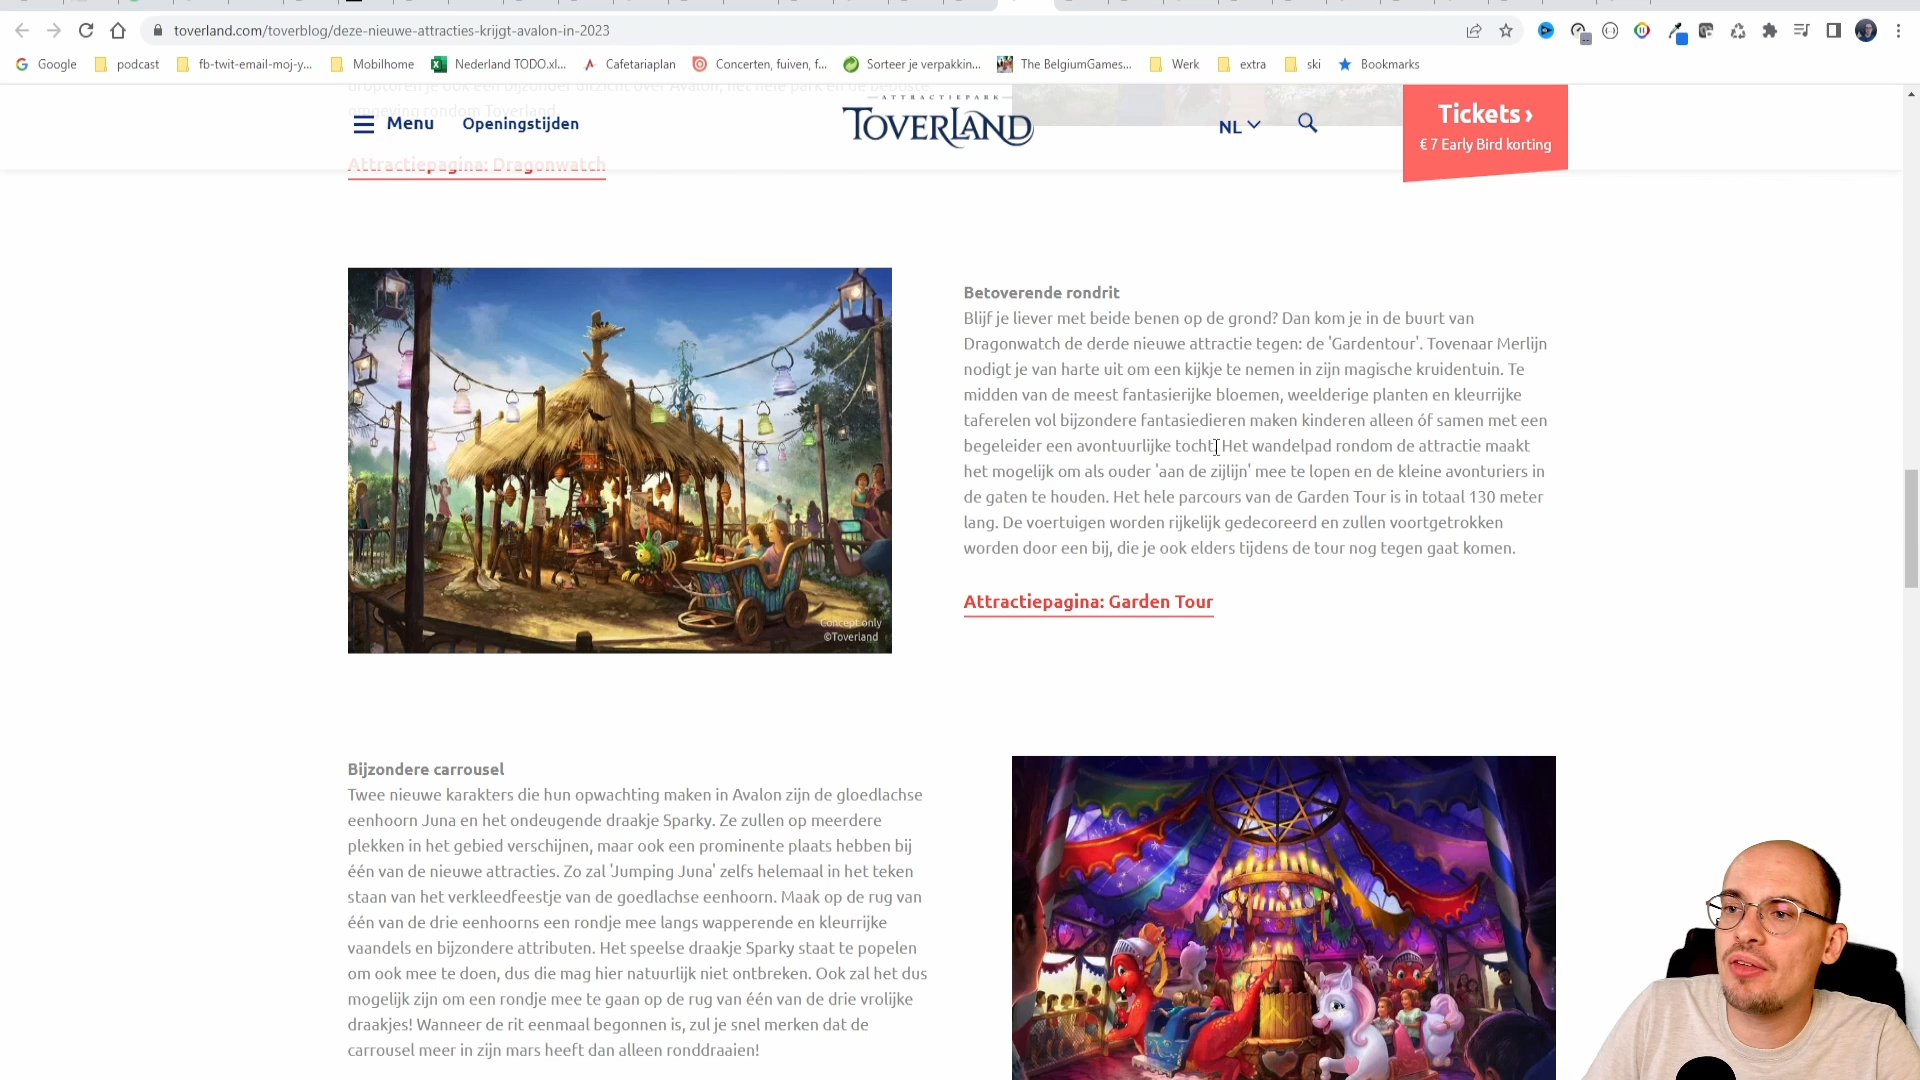 toverland.com/toverblog/deze-nieuwe-attracties-krijgt-avalon-in-2023
Google podcast fb-twit-email-moj-y... Mobilhome Nederland TODO.xl... Cafetariaplan Concerten, fuiven, f... Sorteer je verpakkin... The BelgiumGames... Werk extra ski Bookmarks
omgeving rondom Toverland.
Menu Openingstijden
ATTRACTIEPARK
TOVERLAND
NL
Tickets ›
€ 7 Early Bird korting
Attractiepagina: Dragonwatch
Concept only
©Toverland
Betoverende rondrit
Blijf je liever met beide benen op de grond? Dan kom je in de buurt van
Dragonwatch de derde nieuwe attractie tegen: de 'Gardentour'. Tovenaar Merlijn
nodigt je van harte uit om een kijkje te nemen in zijn magische kruidentuin. Te
midden van de meest fantasierijke bloemen, weelderige planten en kleurrijke
taferelen vol bijzondere fantasiedieren maken kinderen alleen óf samen met een
begeleider een avontuurlijke tocht. Het wandelpad rondom de attractie maakt
het mogelijk om als ouder 'aan de zijlijn' mee te lopen en de kleine avonturiers in
de gaten te houden. Het hele parcours van de Garden Tour is in totaal 130 meter
lang. De voertuigen worden rijkelijk gedecoreerd en zullen voortgetrokken
worden door een bij, die je ook elders tijdens de tour nog tegen gaat komen.
Attractiepagina: Garden Tour
Bijzondere carrousel
Twee nieuwe karakters die hun opwachting maken in Avalon zijn de gloedlachse
eenhoorn Juna en het ondeugende draakje Sparky. Ze zullen op meerdere
plekken in het gebied verschijnen, maar ook een prominente plaats hebben bij
één van de nieuwe attracties. Zo zal 'Jumping Juna' zelfs helemaal in het teken
staan van het verkleedfeestje van de goedlachse eenhoorn. Maak op de rug van
één van de drie eenhoorns een rondje mee langs wapperende en kleurrijke
vaandels en bijzondere attributen. Het speelse draakje Sparky staat te popelen
om ook mee te doen, dus die mag hier natuurlijk niet ontbreken. Ook zal het dus
mogelijk zijn om een rondje mee te gaan op de rug van één van de drie vrolijke
draakjes! Wanneer de rit eenmaal begonnen is, zul je snel merken dat de
carrousel meer in zijn mars heeft dan alleen ronddraaien!